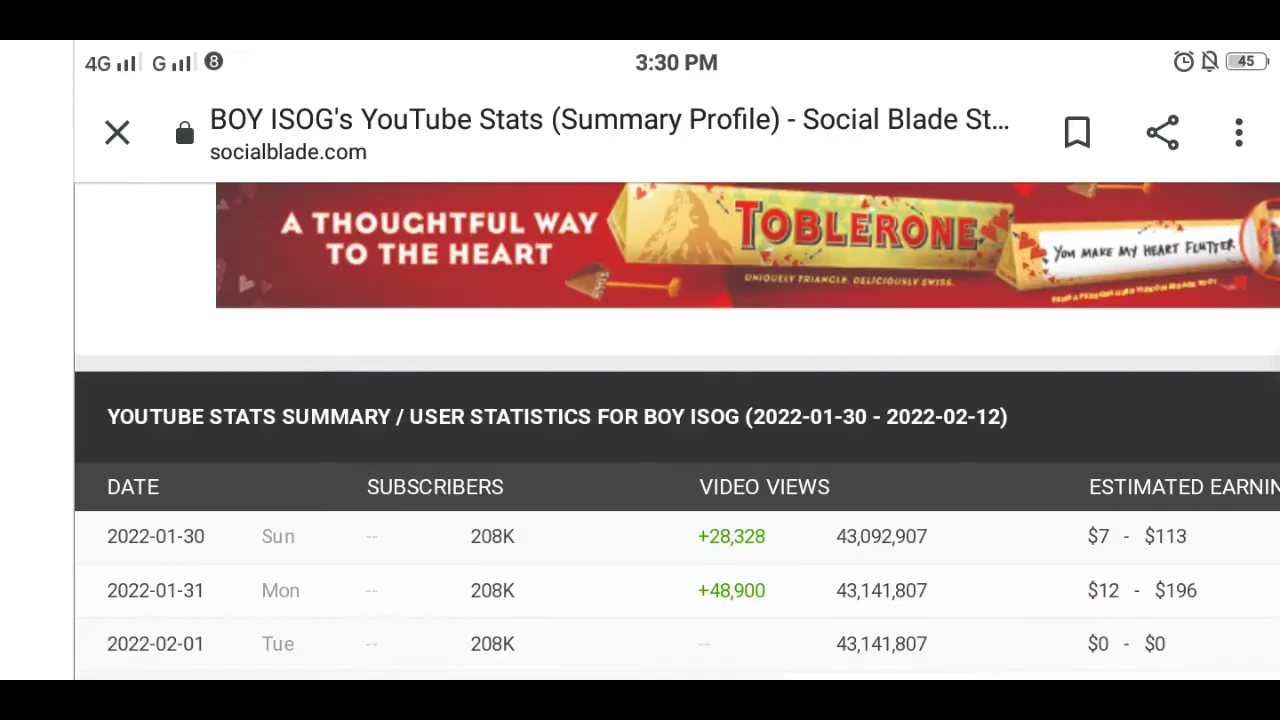 4G G 8 3:30 PM 45
BOY ISOG's YouTube Stats (Summary Profile) - Social Blade St...
socialblade.com
A THOUGHTFUL WAY
TO THE HEART
TOBLERONE
UNIQUELY TRIANGLE. DELICIOUSLY SWISS.
YOU MAKE MY HEART FLUTTER
YOUTUBE STATS SUMMARY / USER STATISTICS FOR BOY ISOG (2022-01-30 - 2022-02-12)
DATE SUBSCRIBERS VIDEO VIEWS ESTIMATED EARNIN
2022-01-30 Sun -- 208K +28,328 43,092,907 $7 - $113
2022-01-31 Mon -- 208K +48,900 43,141,807 $12 - $196
2022-02-01 Tue -- 208K -- 43,141,807 $0 - $0